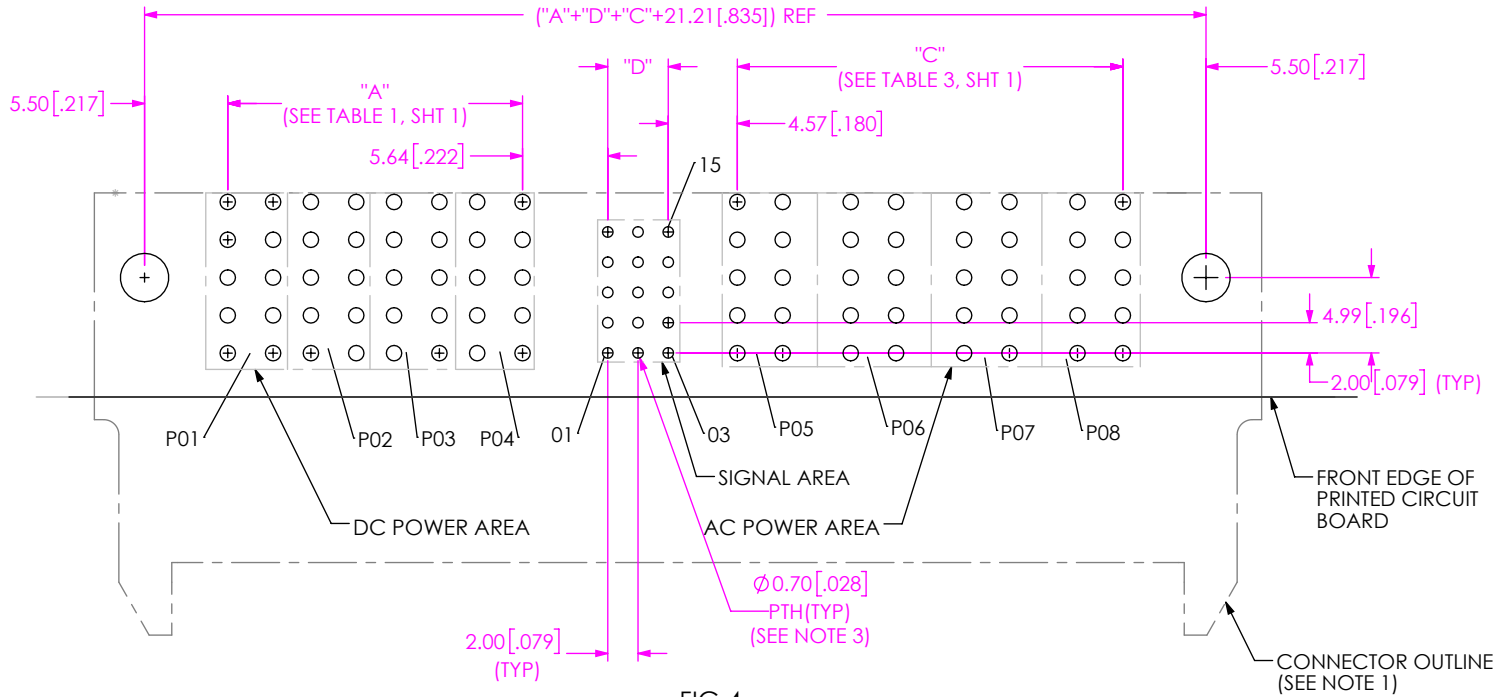 ("A"+"D"+"C"+21.21[.835]) REF
5.50[.217]
"A"
(SEE TABLE 1, SHT 1)
"D"
"C"
(SEE TABLE 3, SHT 1)
5.50[.217]
5.64[.222]
4.57[.180]
15
4.99[.196]
2.00[.079] (TYP)
P01
P02
P03
P04
01
03
P05
P06
P07
P08
SIGNAL AREA
DC POWER AREA
AC POWER AREA
FRONT EDGE OF
PRINTED CIRCUIT
BOARD
Ø0.70[.028]
PTH(TYP)
(SEE NOTE 3)
2.00[.079]
(TYP)
CONNECTOR OUTLINE
(SEE NOTE 1)